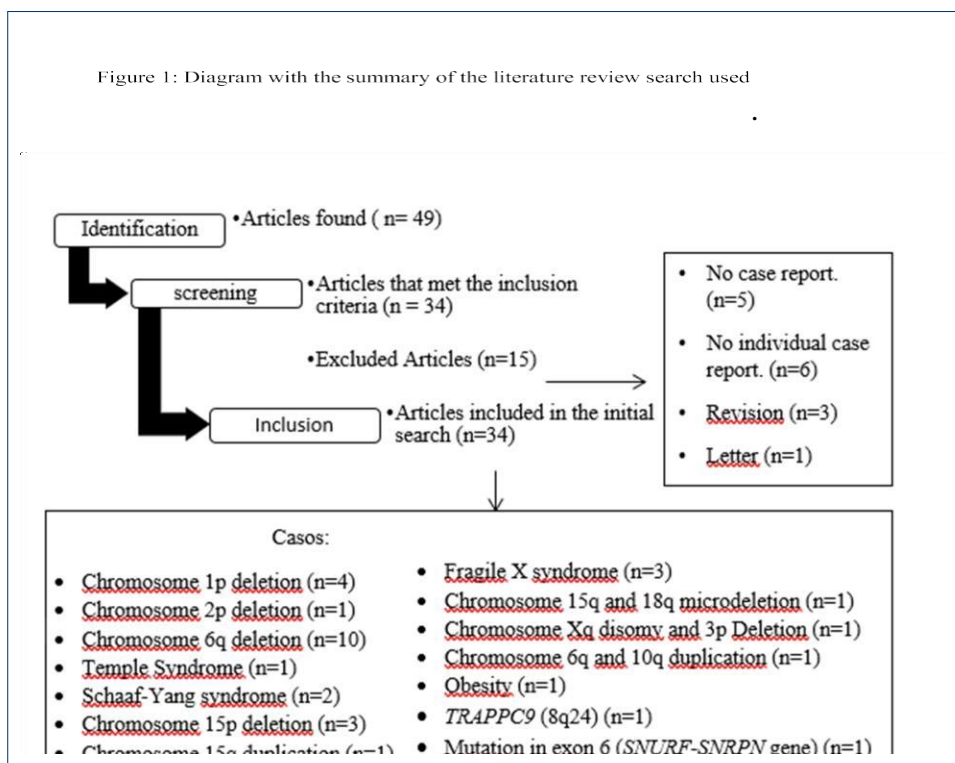 Figure 1: Diagram with the summary of the literature review search used
.
Identification
•Articles found ( n= 49)
screening
•Articles that met the inclusion
criteria (n = 34)
•Excluded Articles (n=15)
Inclusion
•Articles included in the initial
search (n=34)
• No case report.
(n=5)
• No individual case
report. (n=6)
• Revision (n=3)
• Letter (n=1)
Casos:
• Chromosome 1p deletion (n=4)
• Chromosome 2p deletion (n=1)
• Chromosome 6q deletion (n=10)
• Temple Syndrome (n=1)
• Schaaf-Yang syndrome (n=2)
• Chromosome 15p deletion (n=3)
• Chromosome 15q duplication (n=1)
• Fragile X syndrome (n=3)
• Chromosome 15q and 18q microdeletion (n=1)
• Chromosome Xq disomy and 3p Deletion (n=1)
• Chromosome 6q and 10q duplication (n=1)
• Obesity (n=1)
• TRAPPC9 (8q24) (n=1)
• Mutation in exon 6 (SNURF-SNRPN gene) (n=1)